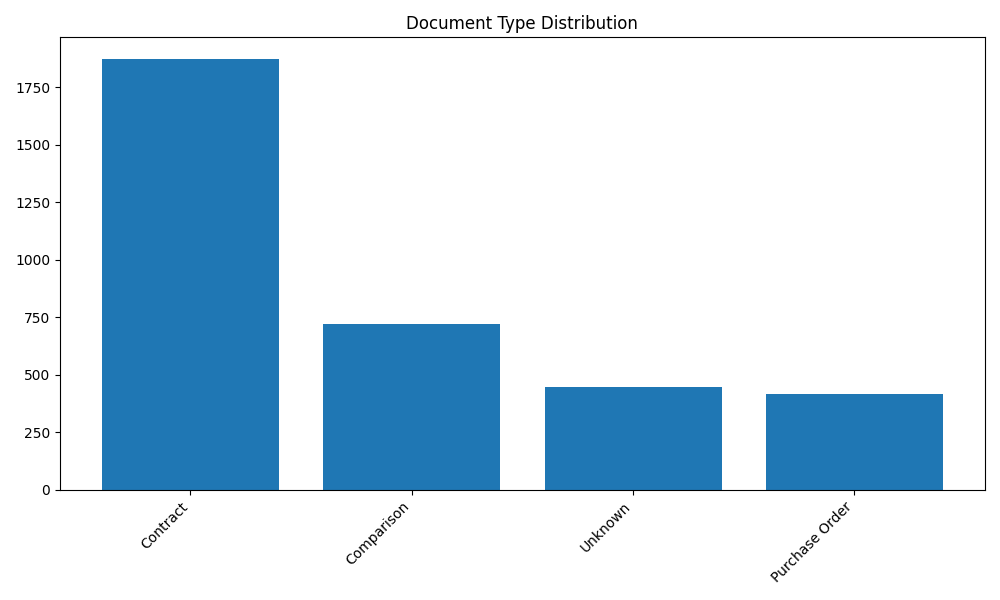 Document Type Distribution
1750
1500
1250
1000
750
500
250
0
Contract
Comparison
Unknown
Purchase Order